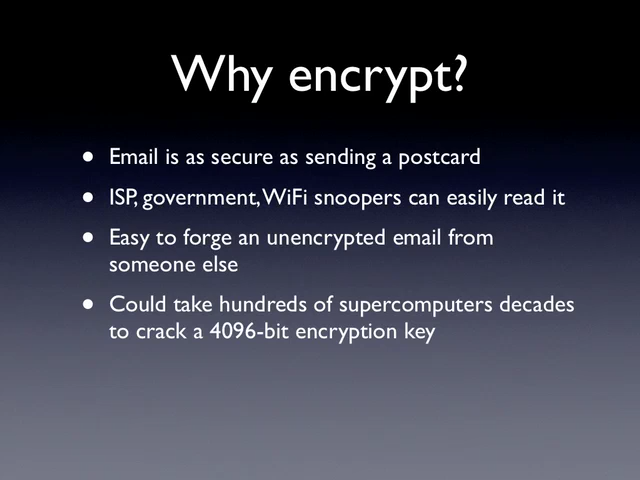 Why encrypt?
• Email is as secure as sending a postcard
• ISP, government, WiFi snoopers can easily read it
• Easy to forge an unencrypted email from
someone else
• Could take hundreds of supercomputers decades
to crack a 4096-bit encryption key